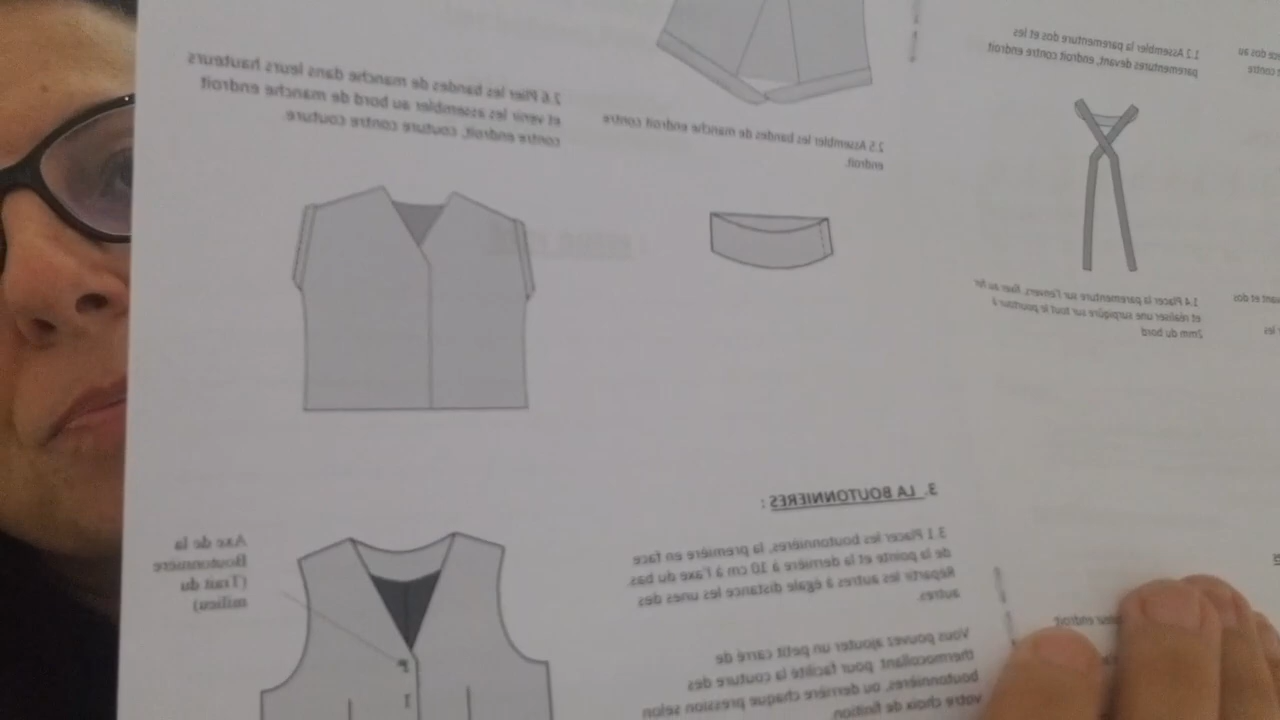 1.2 Assembler la parementure dos et les
parementures devant, endroit contre endroit
1.4 Placer la parementure sur l'envers, fixer au fer
et réaliser une surpiqûre sur tout le pourtour à
2mm du bord
2.5 Assembler les bandes de manche endroit contre
endroit.
2.6 Plier les bandes de manche dans leurs hauteurs
et venir les assembler au bord de manche endroit
contre endroit, couture contre couture.
3. LA BOUTONNIERES :
3.1 Placer les boutonnières, la première en face
de la pointe et la dernière à 10 cm à l'axe du bas.
Répartir les autres à égale distance les unes des
autres.
Vous pouvez ajouter un petit carré de
thermocollant pour facilité la couture des
boutonnières, ou derrière chaque pression selon
votre choix de finition
Axe de la
Boutonnière
(Trait du
milieu)